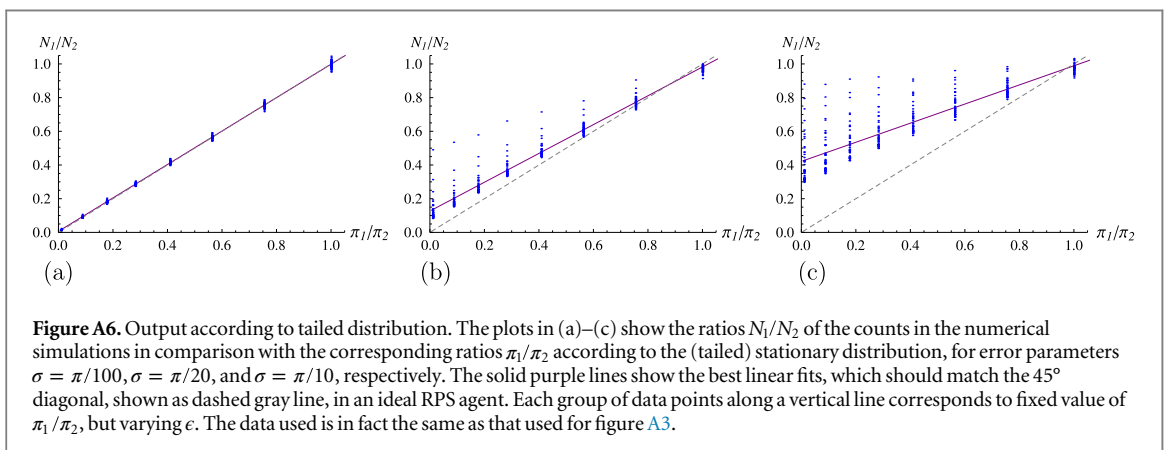 N1/N2
1.0
0.8
0.6
0.4
0.2
0.0
0.0 0.2 0.4 0.6 0.8 1.0 π1/π2
(a)
N1/N2
1.0
0.8
0.6
0.4
0.2
0.0
0.0 0.2 0.4 0.6 0.8 1.0 π1/π2
(b)
N1/N2
1.0
0.8
0.6
0.4
0.2
0.0
0.0 0.2 0.4 0.6 0.8 1.0 π1/π2
(c)
Figure A6. Output according to tailed distribution. The plots in (a)–(c) show the ratios N1/N2 of the counts in the numerical
simulations in comparison with the corresponding ratios π1/π2 according to the (tailed) stationary distribution, for error parameters
σ = π/100, σ = π/20, and σ = π/10, respectively. The solid purple lines show the best linear fits, which should match the 45°
diagonal, shown as dashed gray line, in an ideal RPS agent. Each group of data points along a vertical line corresponds to fixed value of
π1/π2, but varying ϵ. The data used is in fact the same as that used for figure A3.